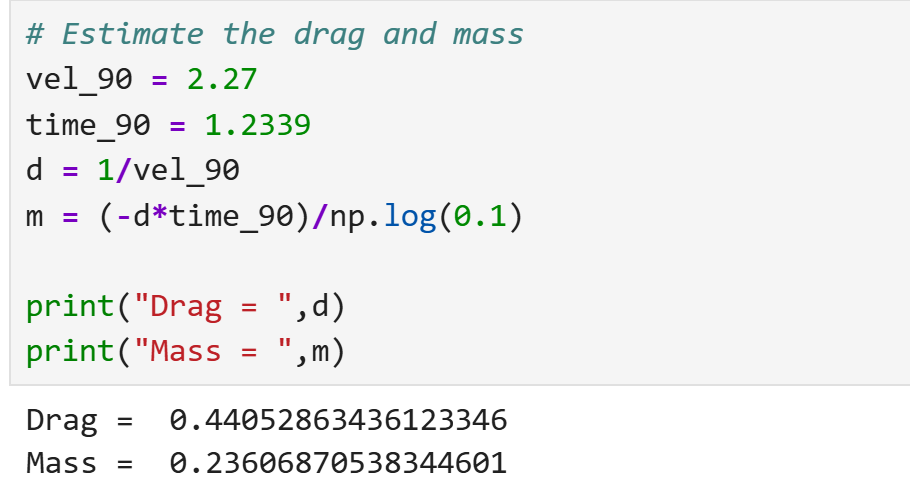 # Estimate the drag and mass
vel_90 = 2.27
time_90 = 1.2339
d = 1/vel_90
m = (-d*time_90)/np.log(0.1)
print("Drag = ",d)
print("Mass = ",m)
Drag =  0.44052863436123346
Mass =  0.23606870538344601